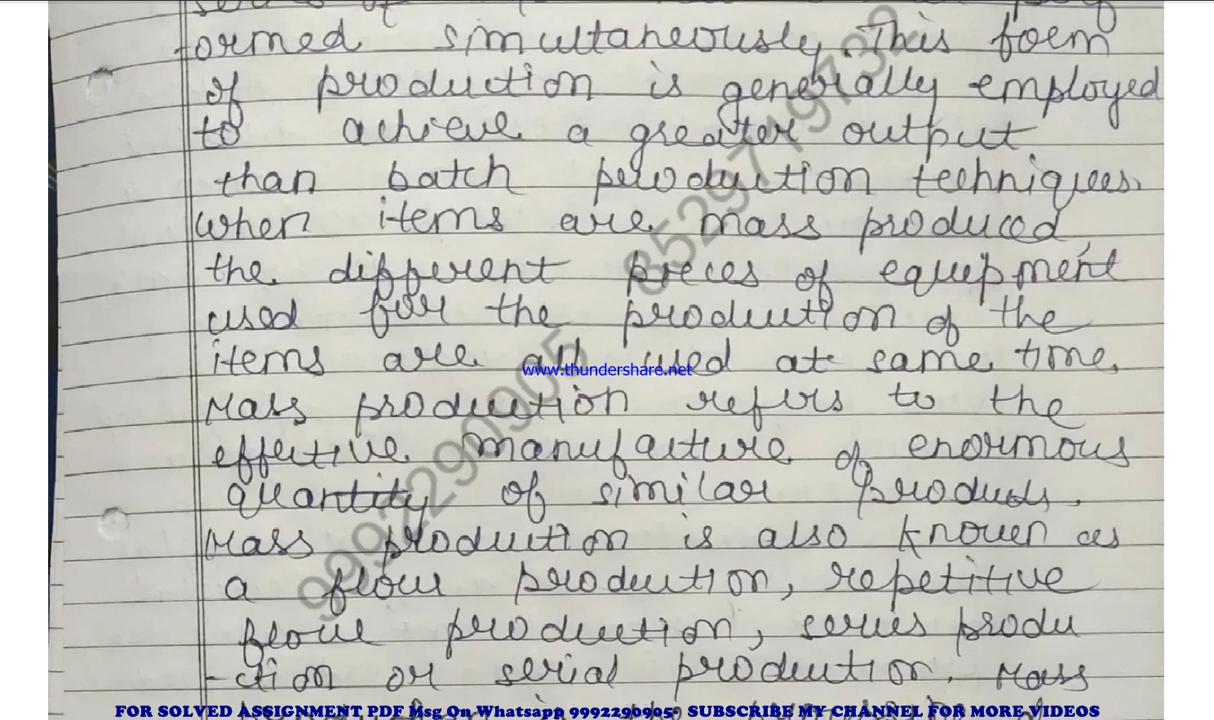 ormed simultaneously. This form
of production is generally employed
to achieve a greater output
than batch production techniques.
When items are mass produced,
the different pieces of equipment
used for the production of the
items are all used at same time.
www.thundershare.net
Mass production refers to the
effective manufacture of enormous
quantity of similar products.
Mass production is also known as
a flow production, repetitive
flow production, series produ
-ction or serial production. Mass
8529719732
9992290905
FOR SOLVED ASSIGNMENT PDF Msg On Whatsapp 9992290905- SUBSCRIBE MY CHANNEL FOR MORE VIDEOS